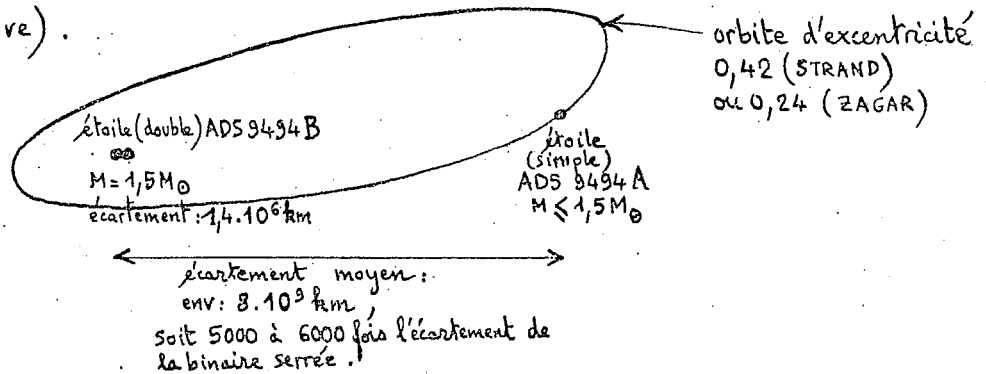 ve).
orbite d'excentricité
0,42 (STRAND)
ou 0,24 (ZAGAR)
étoile (double) ADS 9494 B
M = 1,5 M☉
écartement : 1,4.10⁶ km
étoile
(simple)
ADS 9494 A
M ⩽ 1,5 M☉
écartement moyen :
env : 8.10⁹ km,
soit 5000 à 6000 fois l'écartement de
la binaire serrée.